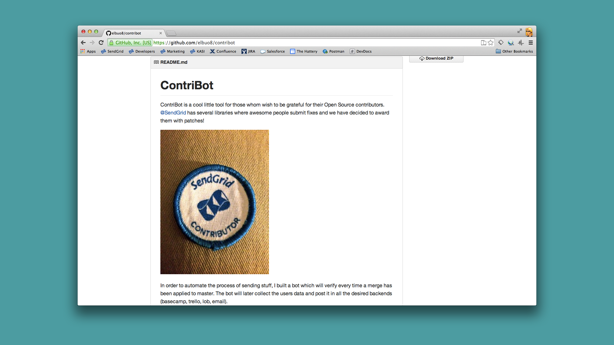 elbuo8/contribot
GitHub, Inc. [US] https://github.com/elbuo8/contribot
Apps SendGrid Developers Marketing KAEI Confluence JIRA Salesforce The Hottery Postman DevDocs Other Bookmarks
README.md
Download ZIP
ContriBot
ContriBot is a cool little tool for those whom wish to be grateful for their Open Source contributors.
@SendGrid has several libraries where awesome people submit fixes and we have decided to award
them with patches!
SendGrid
CONTRIBUTOR
In order to automate the process of sending stuff, I built a bot which will verify every time a merge has
been applied to master. The bot will later collect the users data and post it in all the desired backends
(basecamp, trello, lob, email).